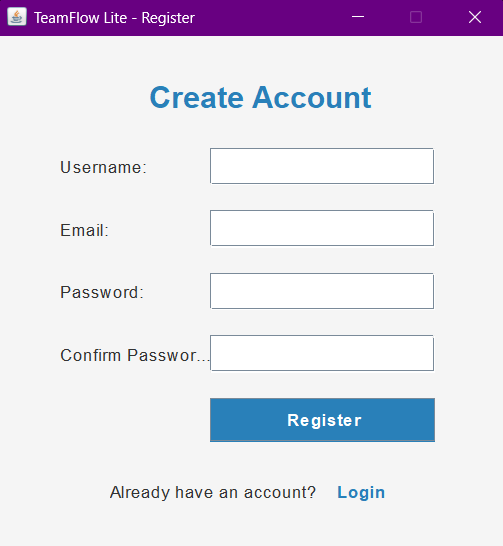 TeamFlow Lite - Register
Create Account
Username:
Email:
Password:
Confirm Passwor...
Register
Already have an account? Login